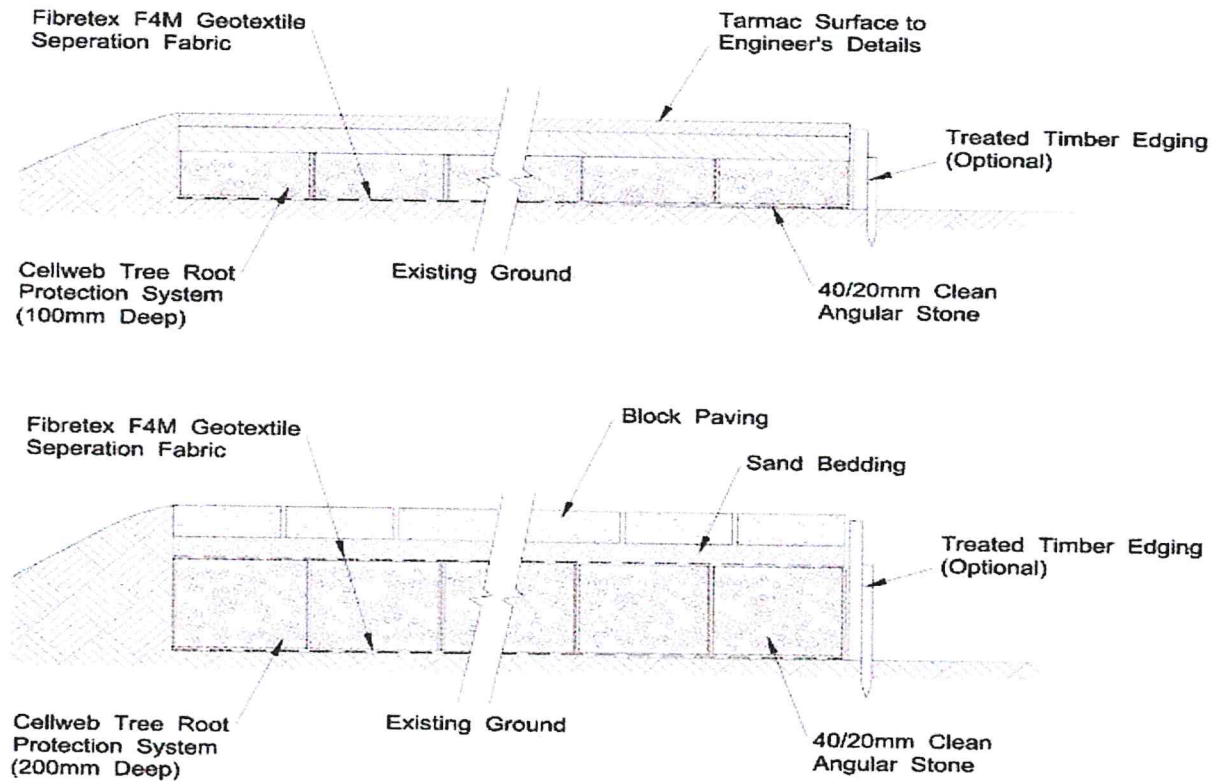 Fibretex F4M Geotextile
Seperation Fabric
Tarmac Surface to
Engineer's Details
Treated Timber Edging
(Optional)
Cellweb Tree Root
Protection System
(100mm Deep)
Existing Ground
40/20mm Clean
Angular Stone
Fibretex F4M Geotextile
Seperation Fabric
Block Paving
Sand Bedding
Treated Timber Edging
(Optional)
Cellweb Tree Root
Protection System
(200mm Deep)
Existing Ground
40/20mm Clean
Angular Stone